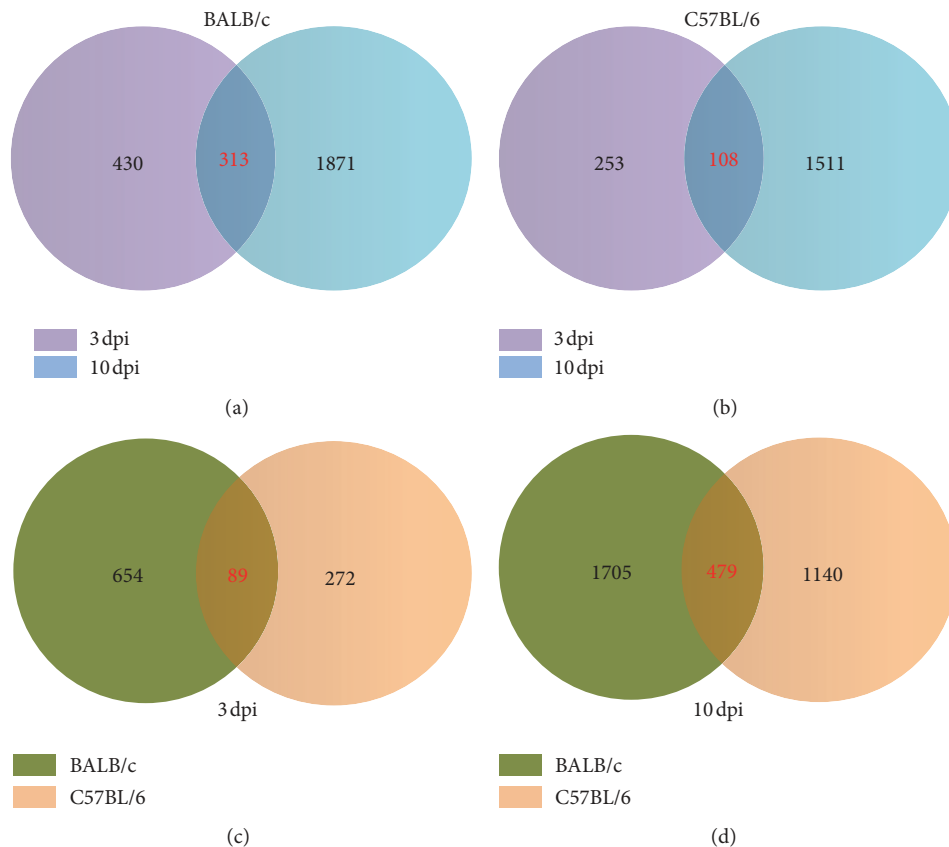 BALB/c
430
313
1871
3 dpi
10 dpi
(a)
C57BL/6
253
108
1511
3 dpi
10 dpi
(b)
654
89
272
3 dpi
BALB/c
C57BL/6
(c)
1705
479
1140
10 dpi
BALB/c
C57BL/6
(d)